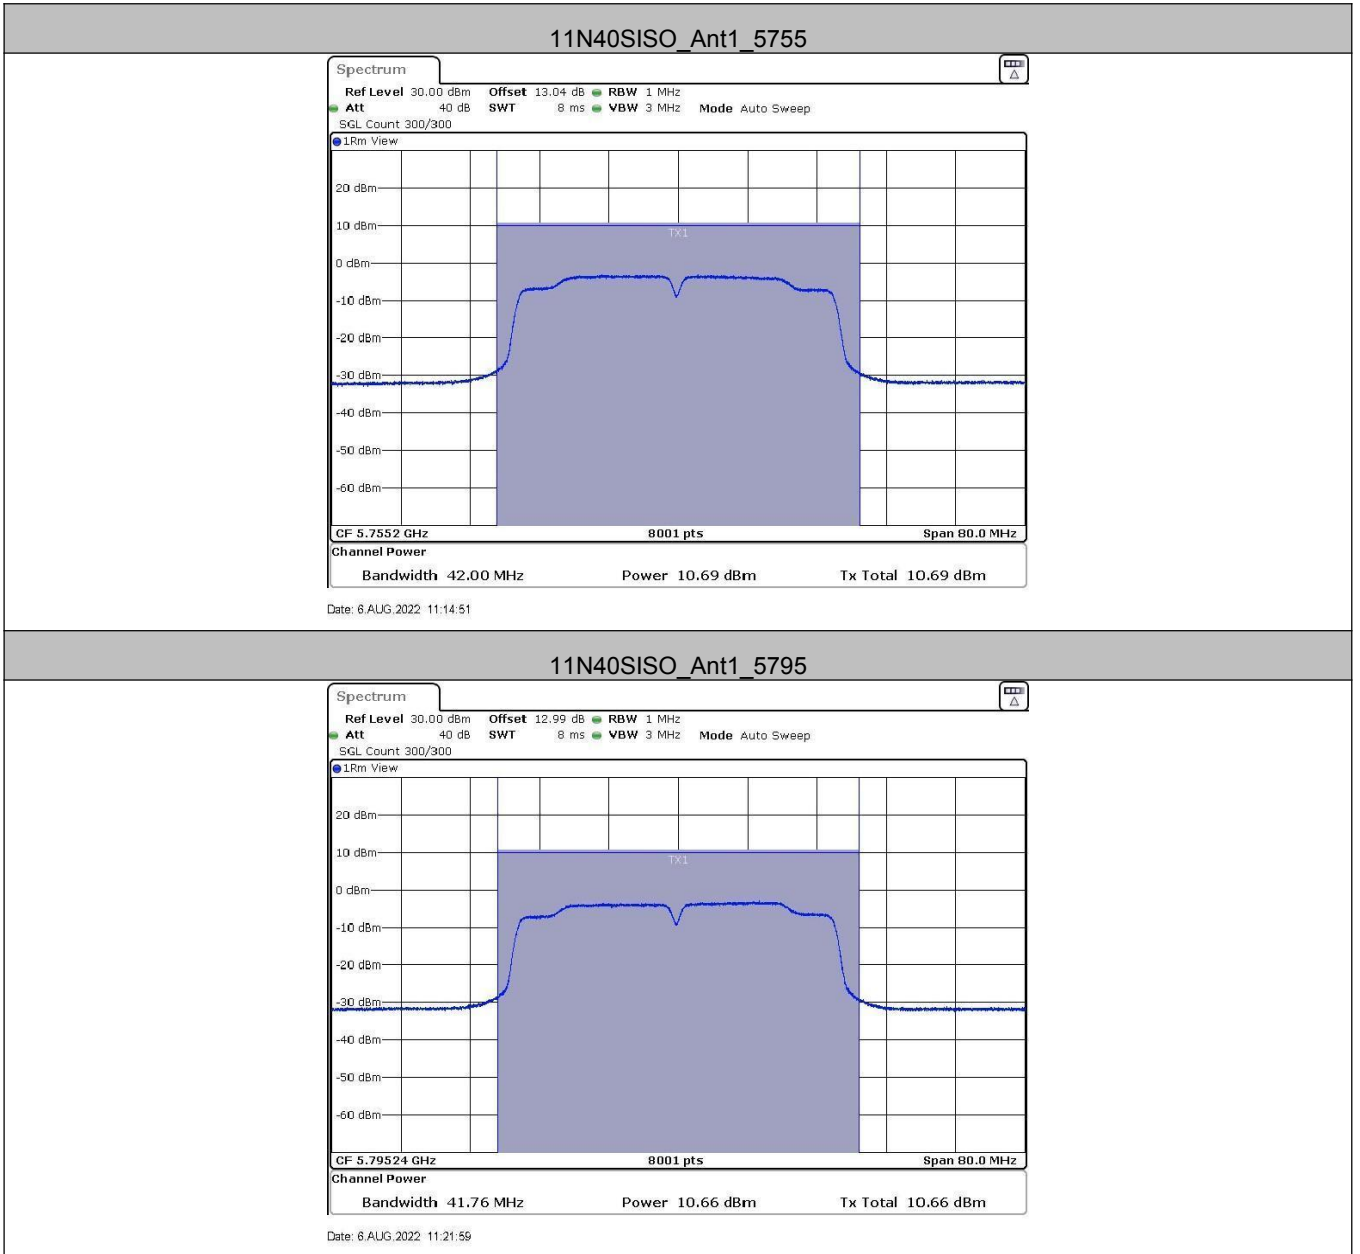 11N40SISO_Ant1_5755
Spectrum
Ref Level 30.00 dBm Offset 13.04 dB RBW 1 MHz
Att 40 dB SWT 8 ms VBW 3 MHz Mode Auto Sweep
SGL Count 300/300
1Rm View
20 dBm
10 dBm
TX1
0 dBm
-10 dBm
-20 dBm
-30 dBm
-40 dBm
-50 dBm
-60 dBm
CF 5.7552 GHz 8001 pts Span 80.0 MHz
Channel Power
Bandwidth 42.00 MHz Power 10.69 dBm Tx Total 10.69 dBm
Date: 6.AUG.2022 11:14:51
11N40SISO_Ant1_5795
Spectrum
Ref Level 30.00 dBm Offset 12.99 dB RBW 1 MHz
Att 40 dB SWT 8 ms VBW 3 MHz Mode Auto Sweep
SGL Count 300/300
1Rm View
20 dBm
10 dBm
TX1
0 dBm
-10 dBm
-20 dBm
-30 dBm
-40 dBm
-50 dBm
-60 dBm
CF 5.79524 GHz 8001 pts Span 80.0 MHz
Channel Power
Bandwidth 41.76 MHz Power 10.66 dBm Tx Total 10.66 dBm
Date: 6.AUG.2022 11:21:59